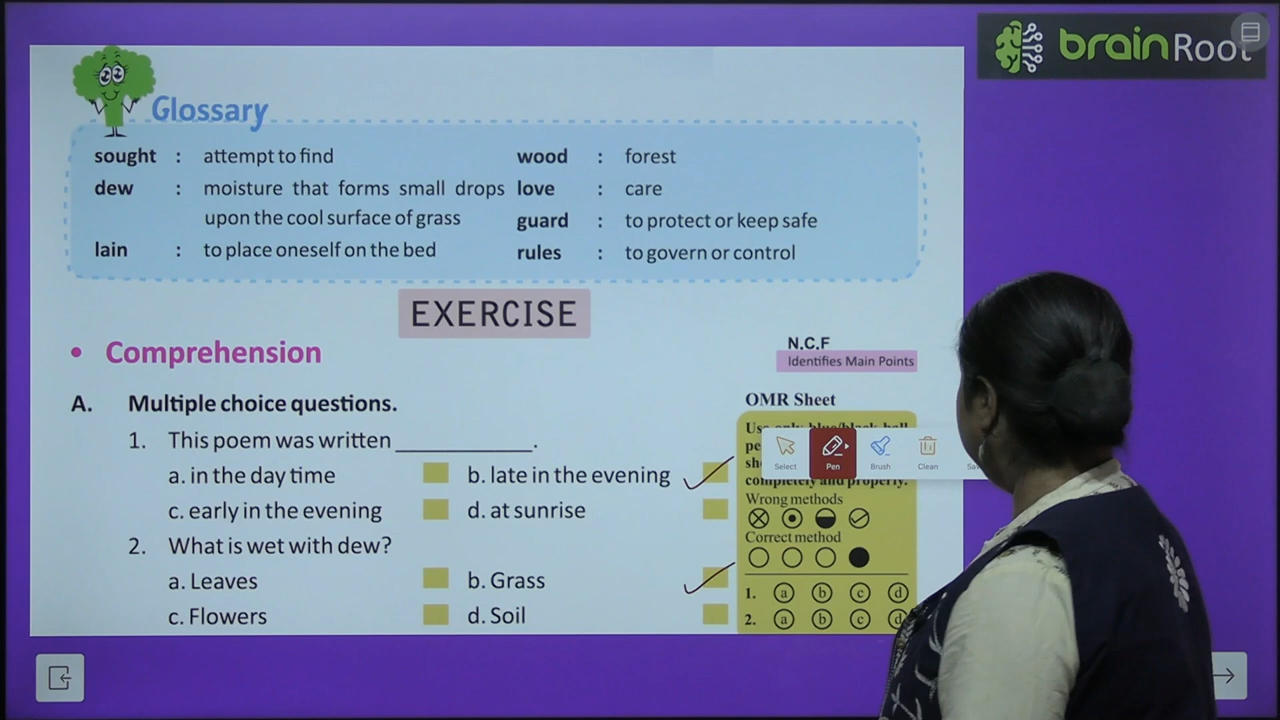 brainRoot
Glossary
sought : attempt to find
dew : moisture that forms small drops
upon the cool surface of grass
lain : to place oneself on the bed
wood : forest
love : care
guard : to protect or keep safe
rules : to govern or control
EXERCISE
• Comprehension
N.C.F
Identifies Main Points
A. Multiple choice questions.
1. This poem was written ____________.
a. in the day time
b. late in the evening
c. early in the evening
d. at sunrise
2. What is wet with dew?
a. Leaves
b. Grass
c. Flowers
d. Soil
OMR Sheet
completely and properly.
Wrong methods
Correct method
1. a b c d
2. a b c d
Select Pen Brush Clean